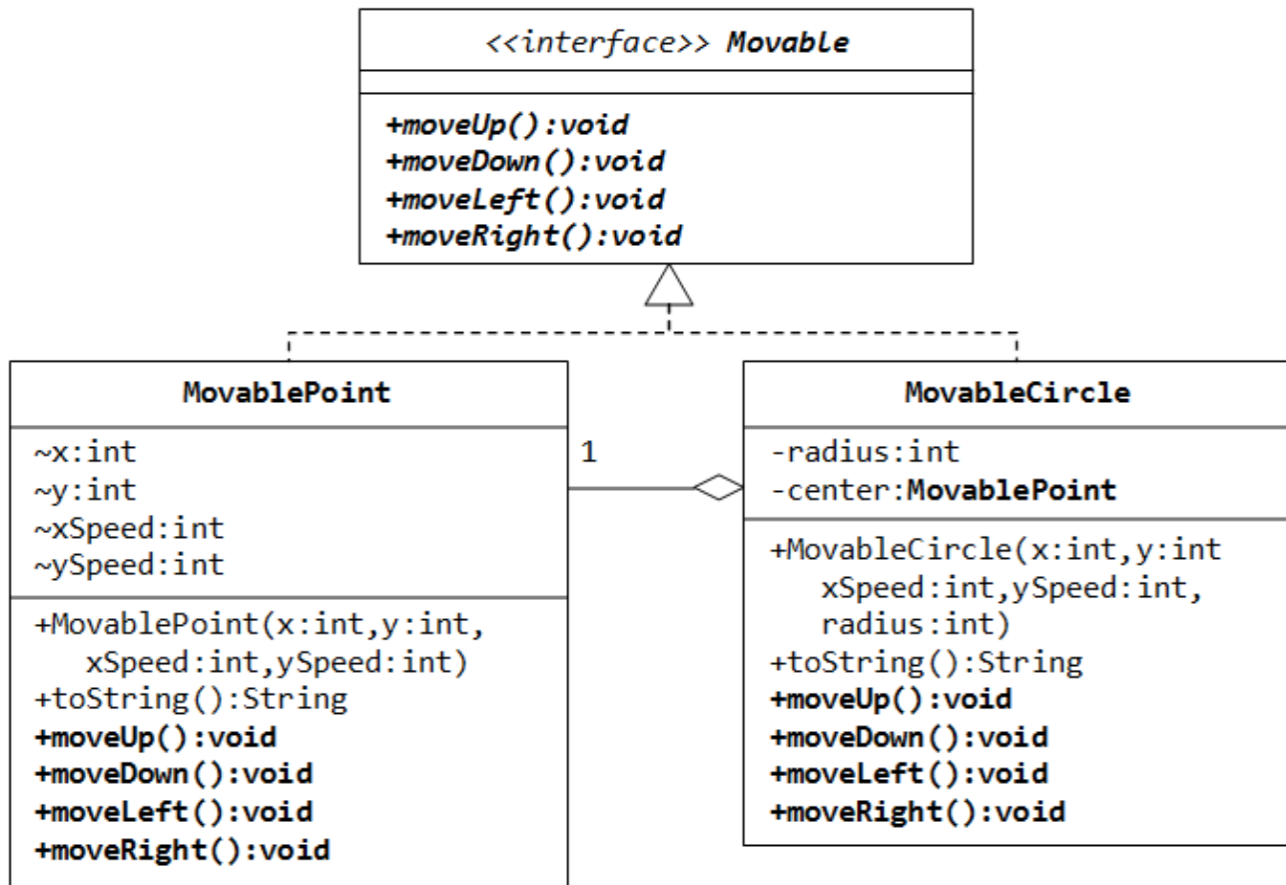 <<interface>> Movable
+moveUp():void
+moveDown():void
+moveLeft():void
+moveRight():void
MovablePoint
~x:int
~y:int
~xSpeed:int
~ySpeed:int
+MovablePoint(x:int,y:int,
xSpeed:int,ySpeed:int)
+toString():String
+moveUp():void
+moveDown():void
+moveLeft():void
+moveRight():void
1
MovableCircle
-radius:int
-center:MovablePoint
+MovableCircle(x:int,y:int
xSpeed:int,ySpeed:int,
radius:int)
+toString():String
+moveUp():void
+moveDown():void
+moveLeft():void
+moveRight():void